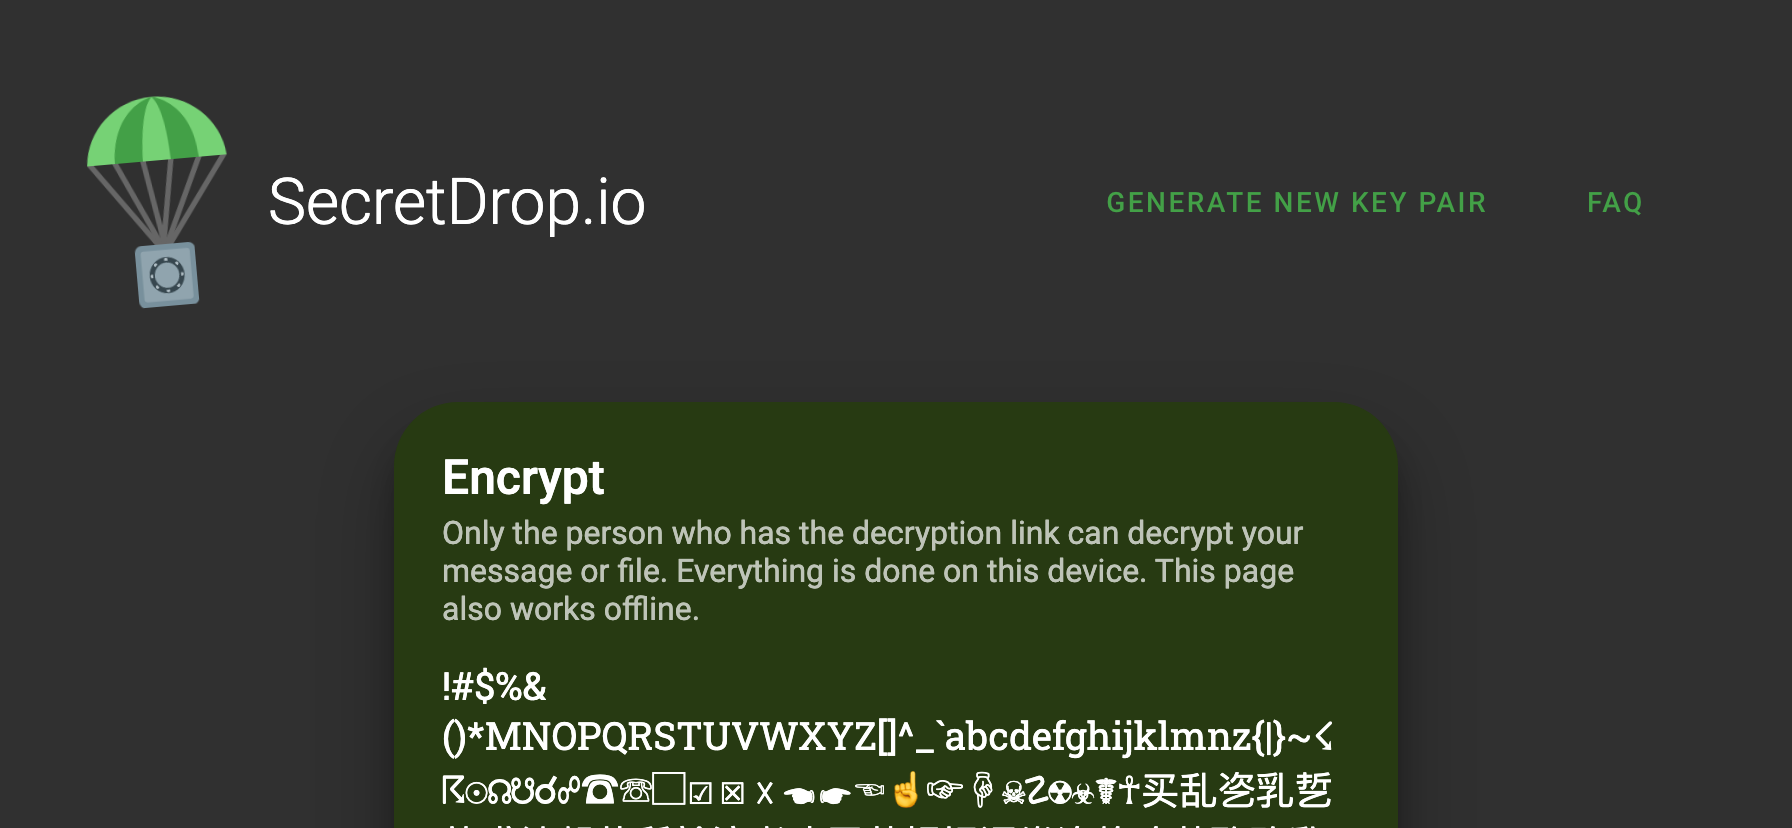 SecretDrop.io
GENERATE NEW KEY PAIR
FAQ
Encrypt
Only the person who has the decryption link can decrypt your
message or file. Everything is done on this device. This page
also works offline.
!#$%&
()*MNOPQRSTUVWXYZ[]^_`abcdefghijklmnz{|}~☇
☈☉☊☋☌☍☎☏☐☑☒☓☚☛☜☝☞☟☠☡☢☣☤☥买乱乲乳乴